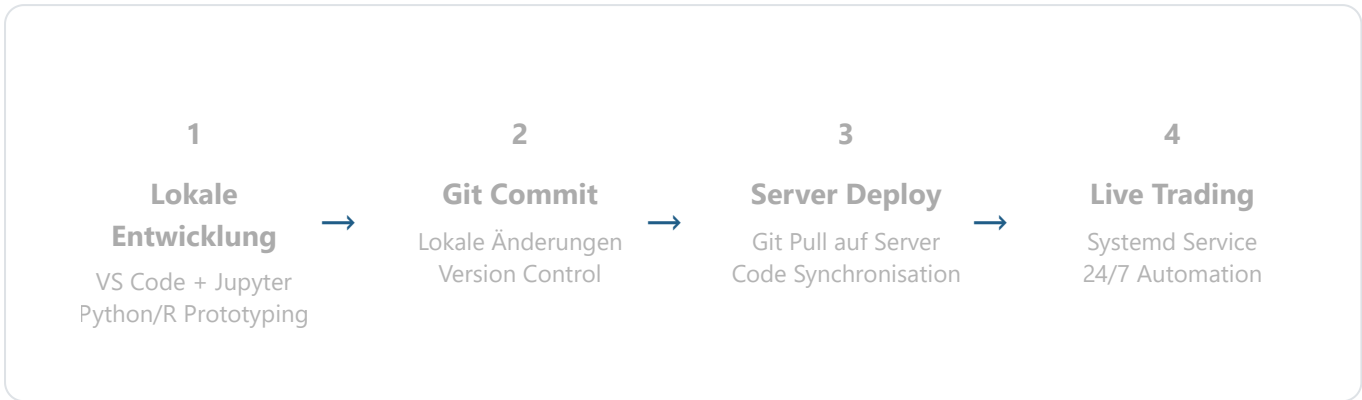 1
Lokale
Entwicklung
VS Code + Jupyter
Python/R Prototyping
→
2
Git Commit
Lokale Änderungen
Version Control
→
3
Server Deploy
Git Pull auf Server
Code Synchronisation
→
4
Live Trading
Systemd Service
24/7 Automation